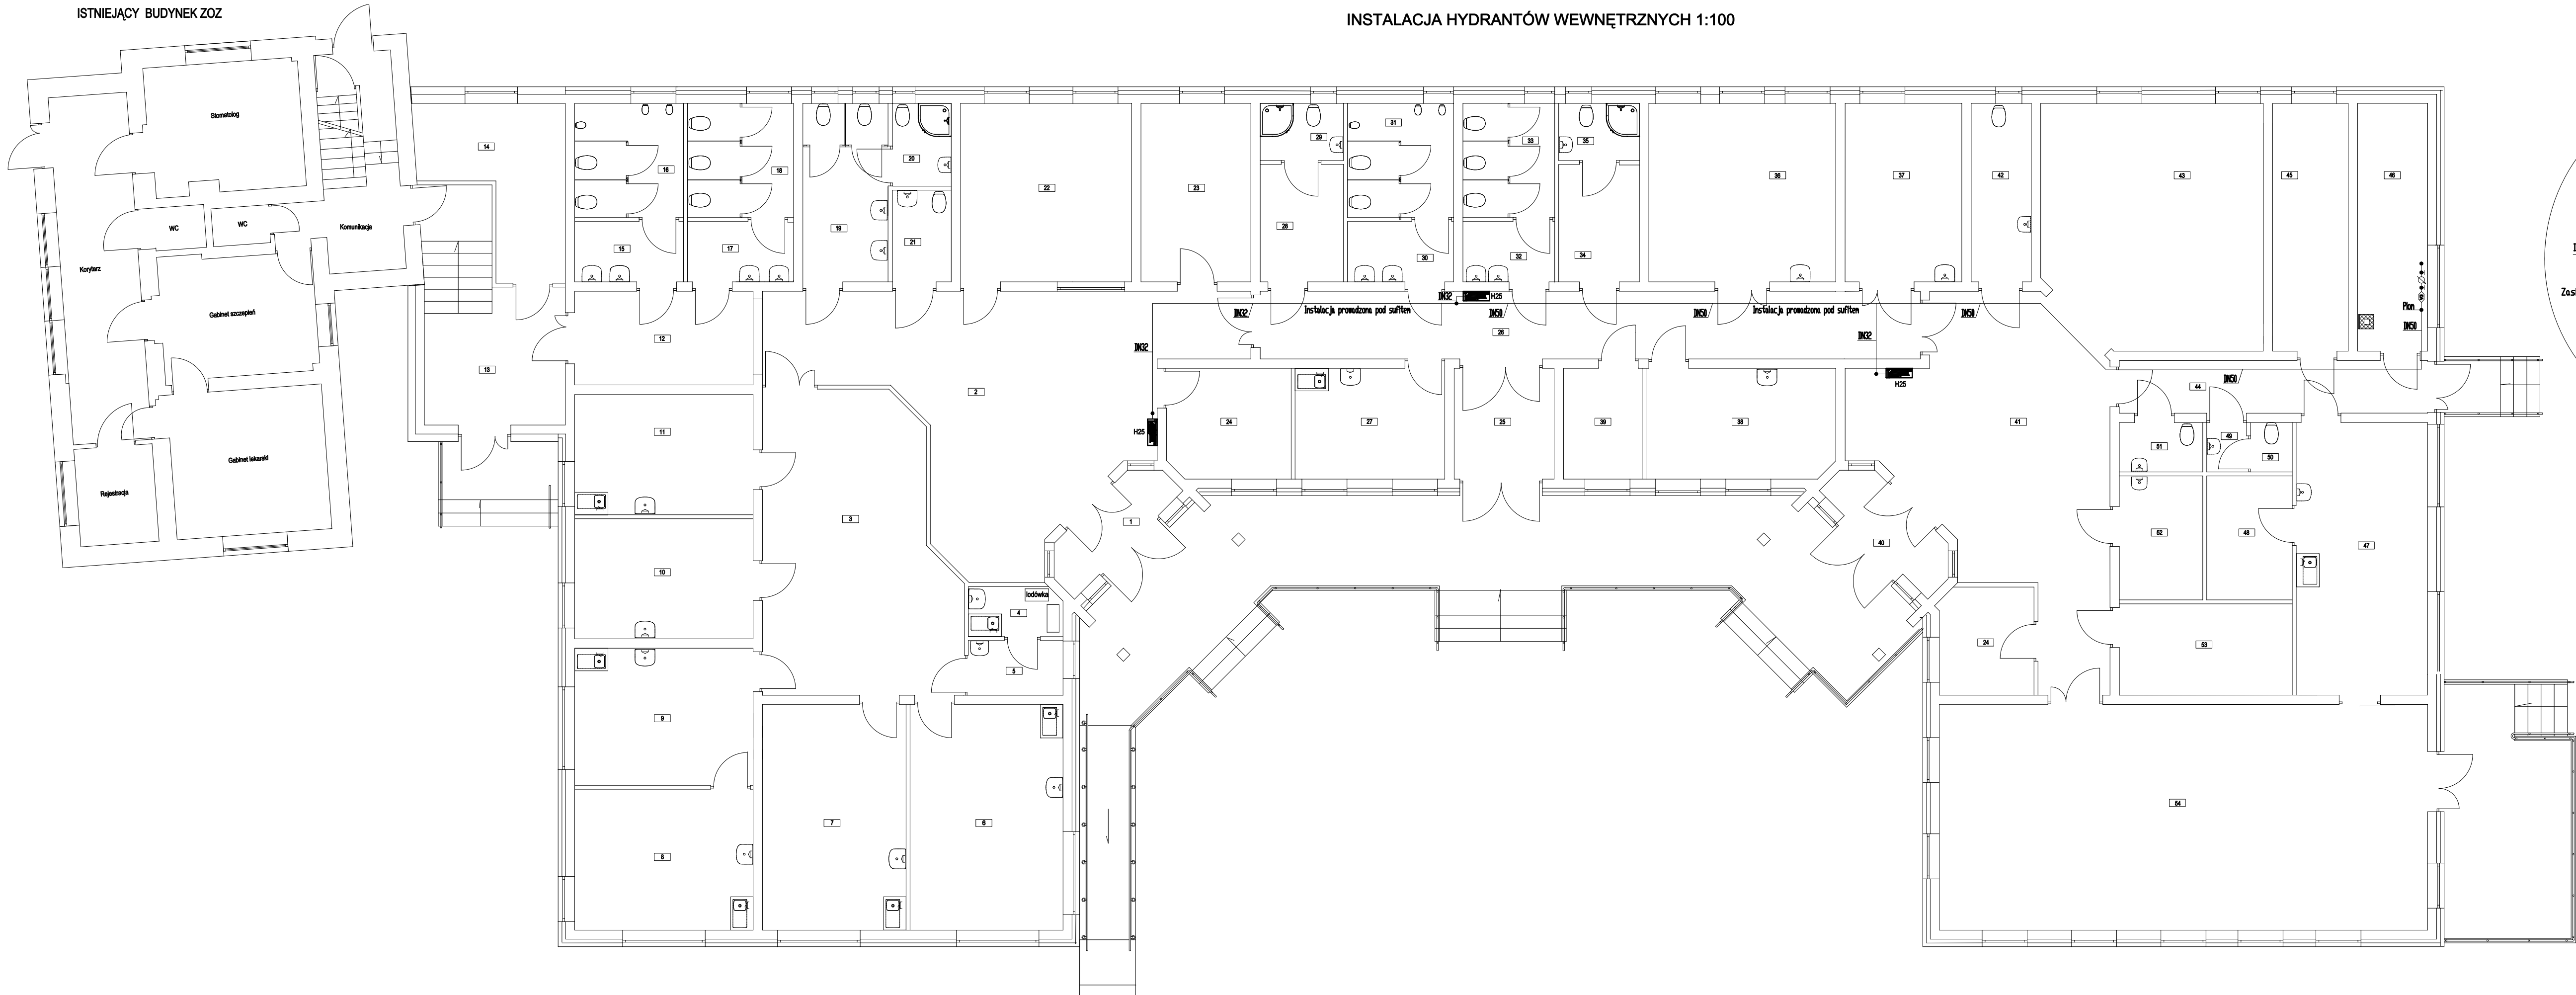 ISTNIEJĄCY BUDYNEK ZOZ
INSTALACJA HYDRANTÓW WEWNĘTRZNYCH 1:100
Stomatolog
WC
WC
Komunikacja
Korytarz
Gabinet szczepień
Gabinet lekarski
Rejestracja
14
16
18
20
22
23
29
31
33
35
36
37
42
43
45
46
15
17
19
21
28
30
32
34
DN32
H25
DN32
Instalacja prowadzona pod sufitem
DN50
DN50
Instalacja prowadzona pod sufitem
DN50
Pion
DN50
12
26
DN32
DN32
13
H25
DN50
44
2
11
H25
24
27
25
39
38
41
51
49
50
3
1
40
52
48
47
10
lodówka
4
5
24
53
9
7
6
54
8